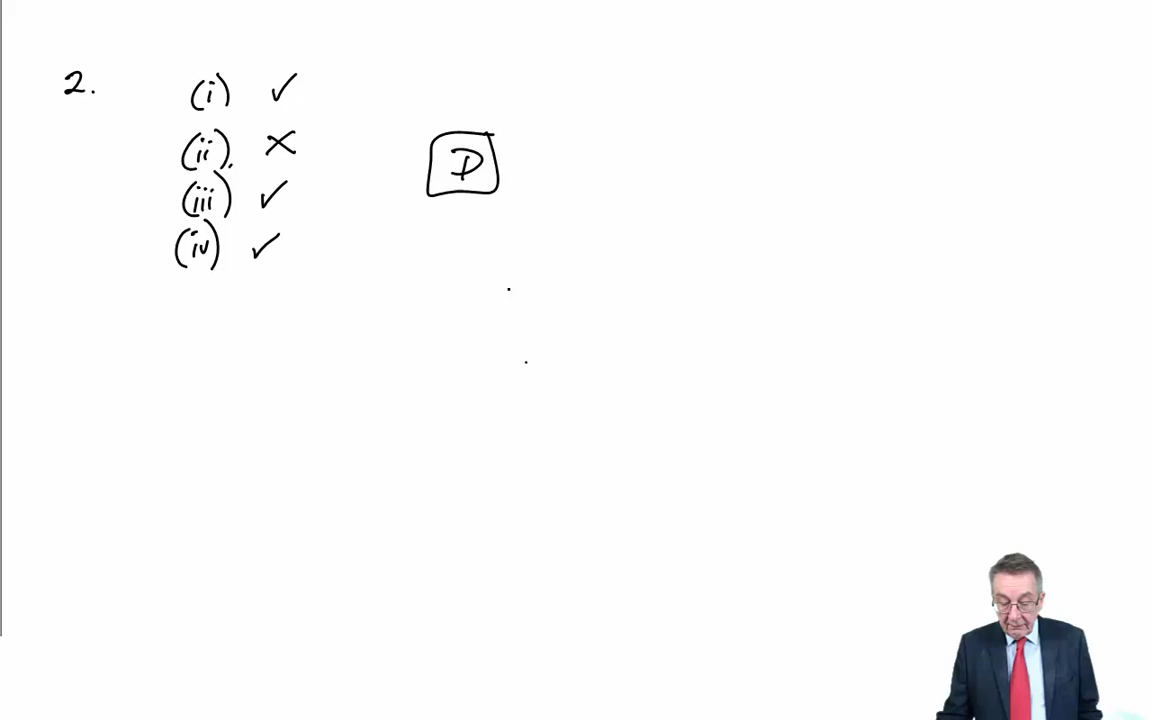 2. (i) ✓
(ii) ✗
D
(iii) ✓
(iv) ✓